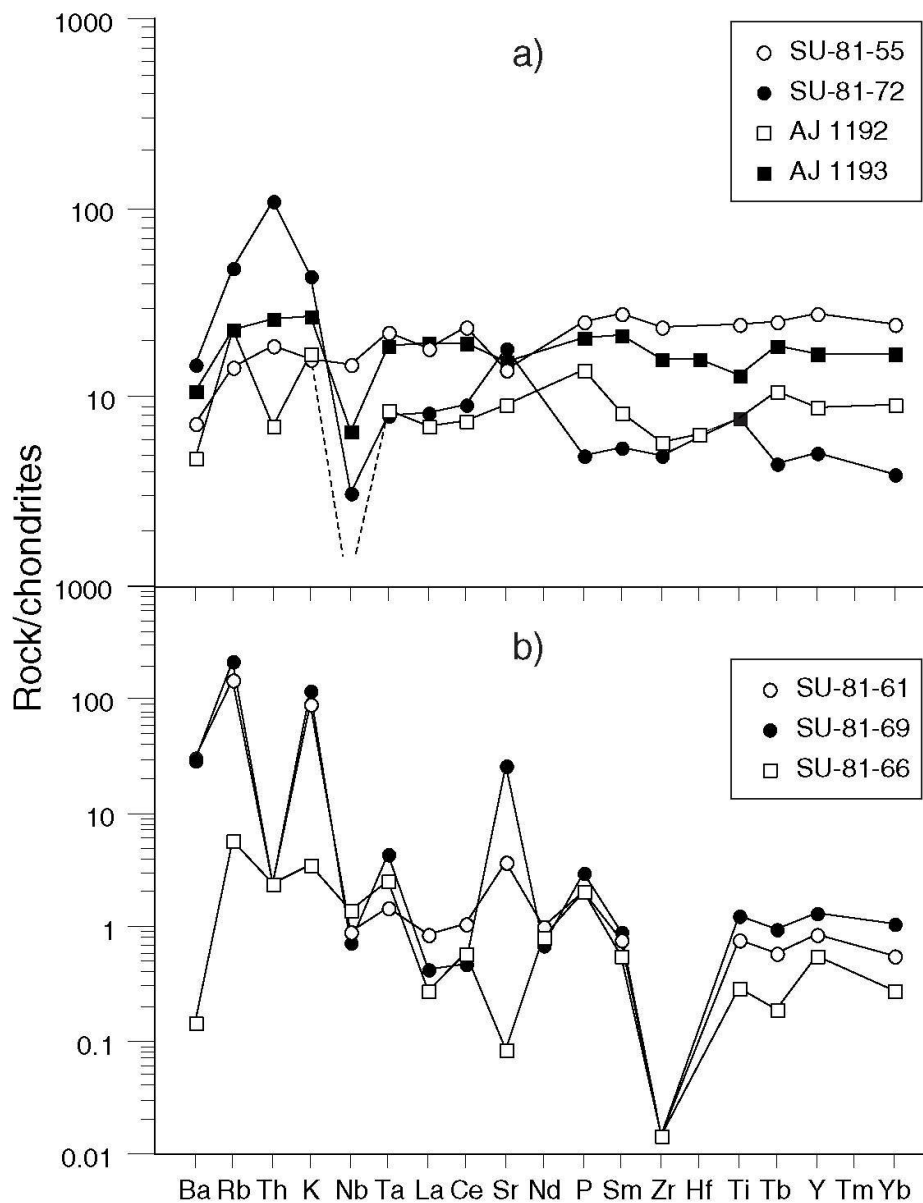 1000
a)
SU-81-55
SU-81-72
AJ 1192
AJ 1193
100
10
Rock/chondrites
1000
b)
SU-81-61
SU-81-69
SU-81-66
100
10
1
0.1
0.01
Ba Rb Th K Nb Ta La Ce Sr Nd P Sm Zr Hf Ti Tb Y Tm Yb